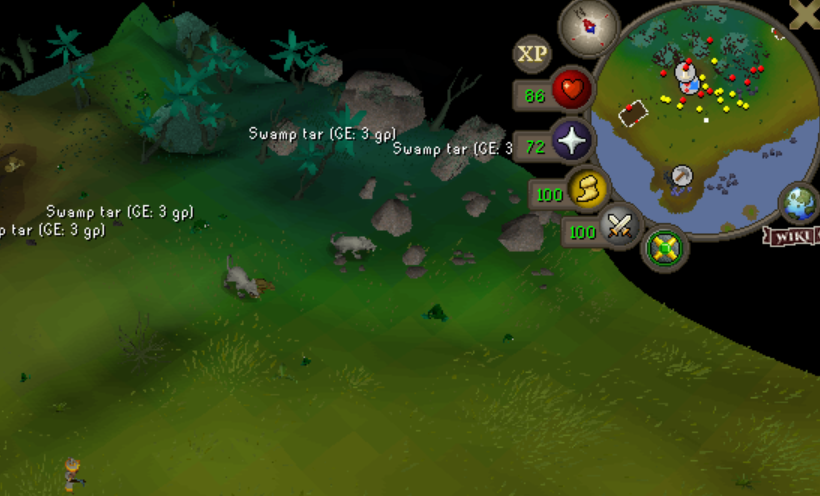 XP
86
Swamp tar (GE: 3 gp)
Swamp tar (GE: 3
72
100
Swamp tar (GE: 3 gp)
p tar (GE: 3 gp)
100
WIKI